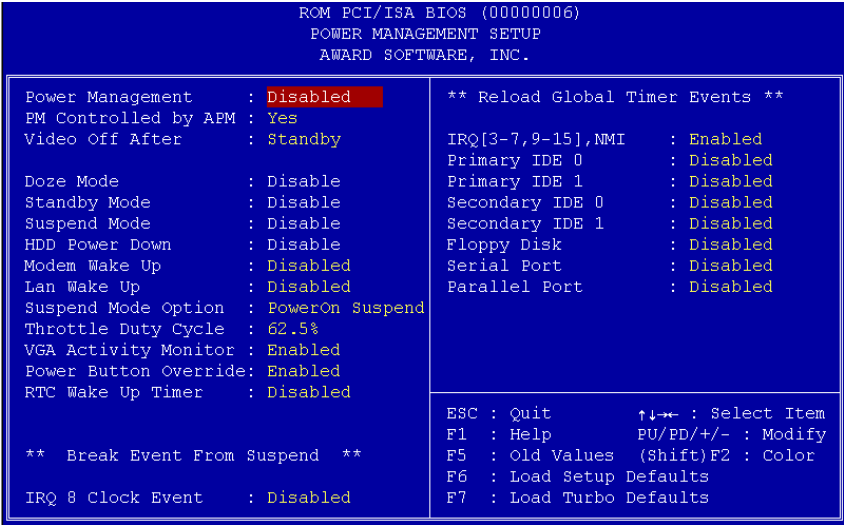 ROM PCI/ISA BIOS (00000006)
POWER MANAGEMENT SETUP
AWARD SOFTWARE, INC.
Power Management : Disabled
PM Controlled by APM : Yes
Video Off After : Standby
Doze Mode : Disable
Standby Mode : Disable
Suspend Mode : Disable
HDD Power Down : Disable
Modem Wake Up : Disabled
Lan Wake Up : Disabled
Suspend Mode Option : PowerOn Suspend
Throttle Duty Cycle : 62.5%
VGA Activity Monitor : Enabled
Power Button Override: Enabled
RTC Wake Up Timer : Disabled
** Break Event From Suspend **
IRQ 8 Clock Event : Disabled
** Reload Global Timer Events **
IRQ[3-7,9-15],NMI : Enabled
Primary IDE 0 : Disabled
Primary IDE 1 : Disabled
Secondary IDE 0 : Disabled
Secondary IDE 1 : Disabled
Floppy Disk : Disabled
Serial Port : Disabled
Parallel Port : Disabled
ESC : Quit ↑↓→← : Select Item
F1 : Help PU/PD/+/- : Modify
F5 : Old Values (Shift)F2 : Color
F6 : Load Setup Defaults
F7 : Load Turbo Defaults